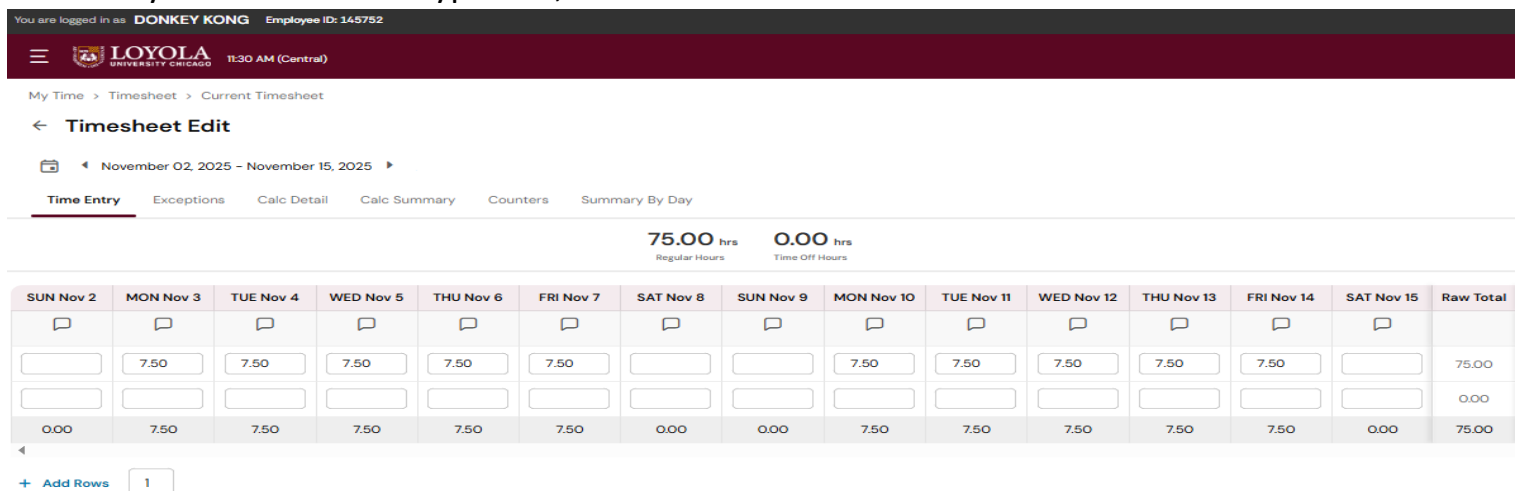 You are logged in as DONKEY KONG Employee ID: 145752
LOYOLA
UNIVERSITY CHICAGO
11:30 AM (Central)
My Time > Timesheet > Current Timesheet
← Timesheet Edit
November 02, 2025 - November 15, 2025
Time Entry Exceptions Calc Detail Calc Summary Counters Summary By Day
75.00 hrs 0.00 hrs
Regular Hours Time Off Hours
SUN Nov 2 MON Nov 3 TUE Nov 4 WED Nov 5 THU Nov 6 FRI Nov 7 SAT Nov 8 SUN Nov 9 MON Nov 10 TUE Nov 11 WED Nov 12 THU Nov 13 FRI Nov 14 SAT Nov 15 Raw Total
7.50 7.50 7.50 7.50 7.50 7.50 7.50 7.50 7.50 7.50 75.00
0.00
0.00 7.50 7.50 7.50 7.50 7.50 0.00 0.00 7.50 7.50 7.50 7.50 7.50 0.00 75.00
+ Add Rows 1